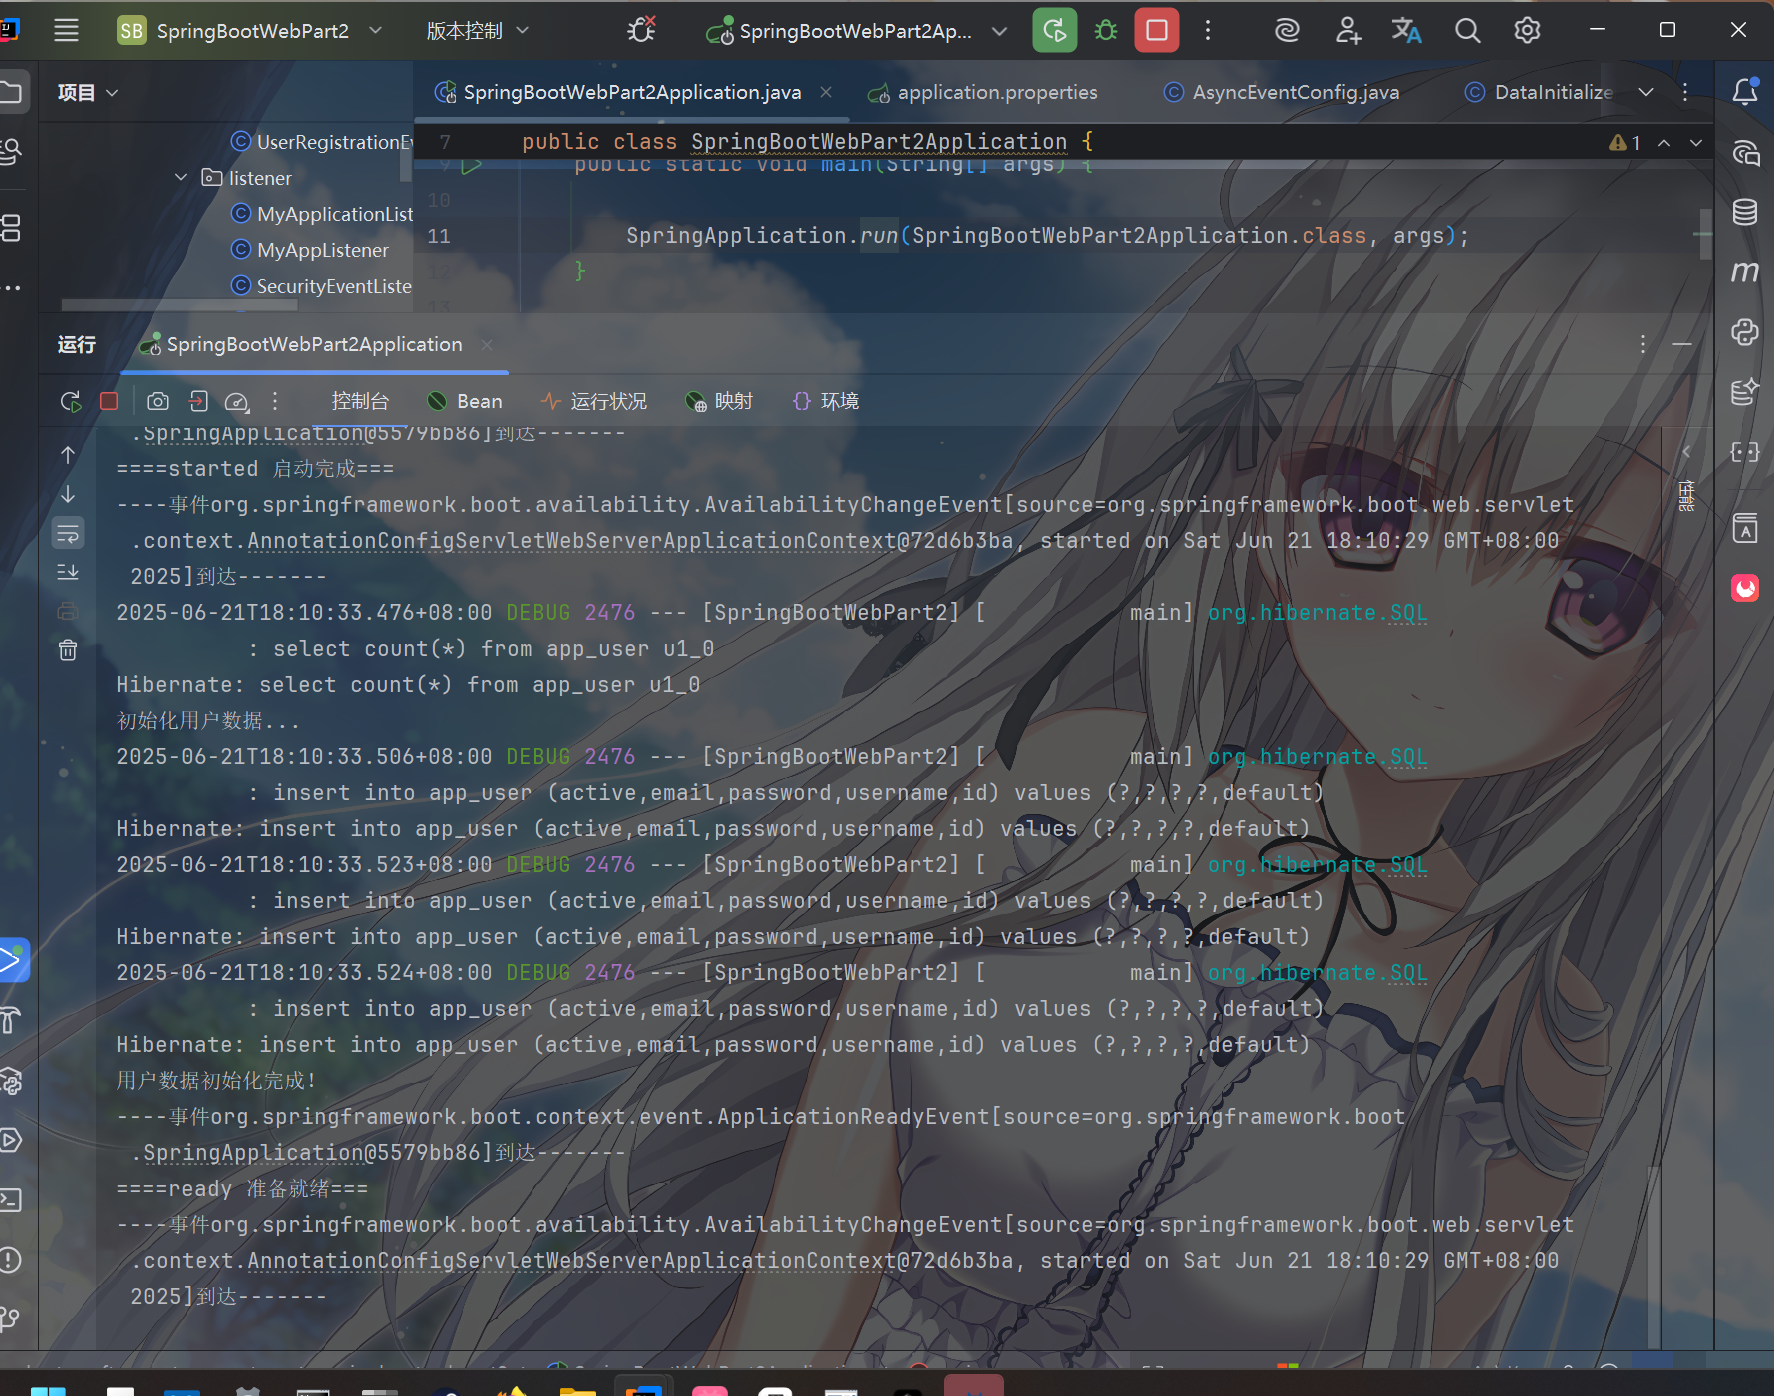 SB SpringBootWebPart2 版本控制 SpringBootWebPart2Ap...
项目
SpringBootWebPart2Application.java application.properties AsyncEventConfig.java DataInitialize
UserRegistrationEv
listener
MyApplicationList
MyAppListener
SecurityEventListe
7 public class SpringBootWebPart2Application {
1
9 public static void main(String[] args) {
10
11 SpringApplication.run(SpringBootWebPart2Application.class, args);
12 }
13
运行 SpringBootWebPart2Application
控制台 Bean 运行状况 映射 环境
性能
.SpringApplication@5579bb86]到达-------
====started 启动完成===
----事件org.springframework.boot.availability.AvailabilityChangeEvent[source=org.springframework.boot.web.servlet
.context.AnnotationConfigServletWebServerApplicationContext@72d6b3ba, started on Sat Jun 21 18:10:29 GMT+08:00
2025]到达-------
2025-06-21T18:10:33.476+08:00 DEBUG 2476 --- [SpringBootWebPart2] [           main] org.hibernate.SQL
: select count(*) from app_user u1_0
Hibernate: select count(*) from app_user u1_0
初始化用户数据...
2025-06-21T18:10:33.506+08:00 DEBUG 2476 --- [SpringBootWebPart2] [           main] org.hibernate.SQL
: insert into app_user (active,email,password,username,id) values (?,?,?,?,default)
Hibernate: insert into app_user (active,email,password,username,id) values (?,?,?,?,default)
2025-06-21T18:10:33.523+08:00 DEBUG 2476 --- [SpringBootWebPart2] [           main] org.hibernate.SQL
: insert into app_user (active,email,password,username,id) values (?,?,?,?,default)
Hibernate: insert into app_user (active,email,password,username,id) values (?,?,?,?,default)
2025-06-21T18:10:33.524+08:00 DEBUG 2476 --- [SpringBootWebPart2] [           main] org.hibernate.SQL
: insert into app_user (active,email,password,username,id) values (?,?,?,?,default)
Hibernate: insert into app_user (active,email,password,username,id) values (?,?,?,?,default)
用户数据初始化完成!
----事件org.springframework.boot.context.event.ApplicationReadyEvent[source=org.springframework.boot
.SpringApplication@5579bb86]到达-------
====ready 准备就绪===
----事件org.springframework.boot.availability.AvailabilityChangeEvent[source=org.springframework.boot.web.servlet
.context.AnnotationConfigServletWebServerApplicationContext@72d6b3ba, started on Sat Jun 21 18:10:29 GMT+08:00
2025]到达-------